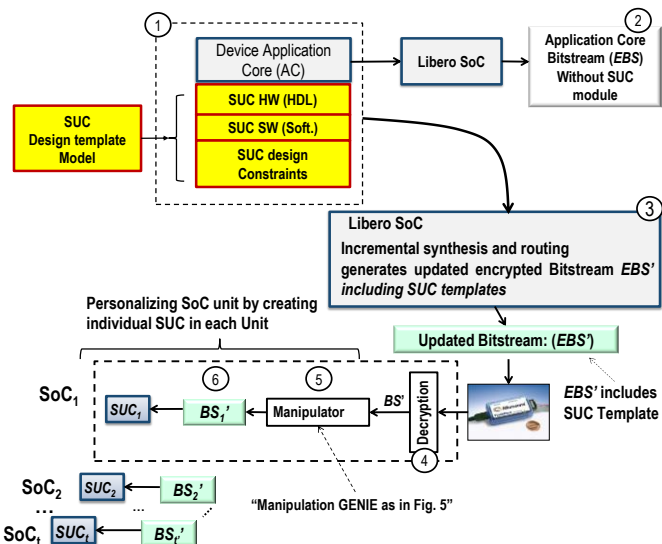 1
Device Application
Core (AC)
Libero SoC
2
Application Core
Bitstream (EBS)
Without SUC
module
SUC
Design template
Model
SUC HW (HDL)
SUC SW (Soft.)
SUC design
Constraints
3
Libero SoC
Incremental synthesis and routing
generates updated encrypted Bitstream EBS'
including SUC templates
Personalizing SoC unit by creating
individual SUC in each Unit
Updated Bitstream: (EBS')
SoC1
6
5
SUC1
BS1'
Manipulator
BS'
Decryption
4
EBS' includes
SUC Template
SoC2
SUC2
BS2'
"Manipulation GENIE as in Fig. 5"
...
...
SoCt
SUCt
BSt'